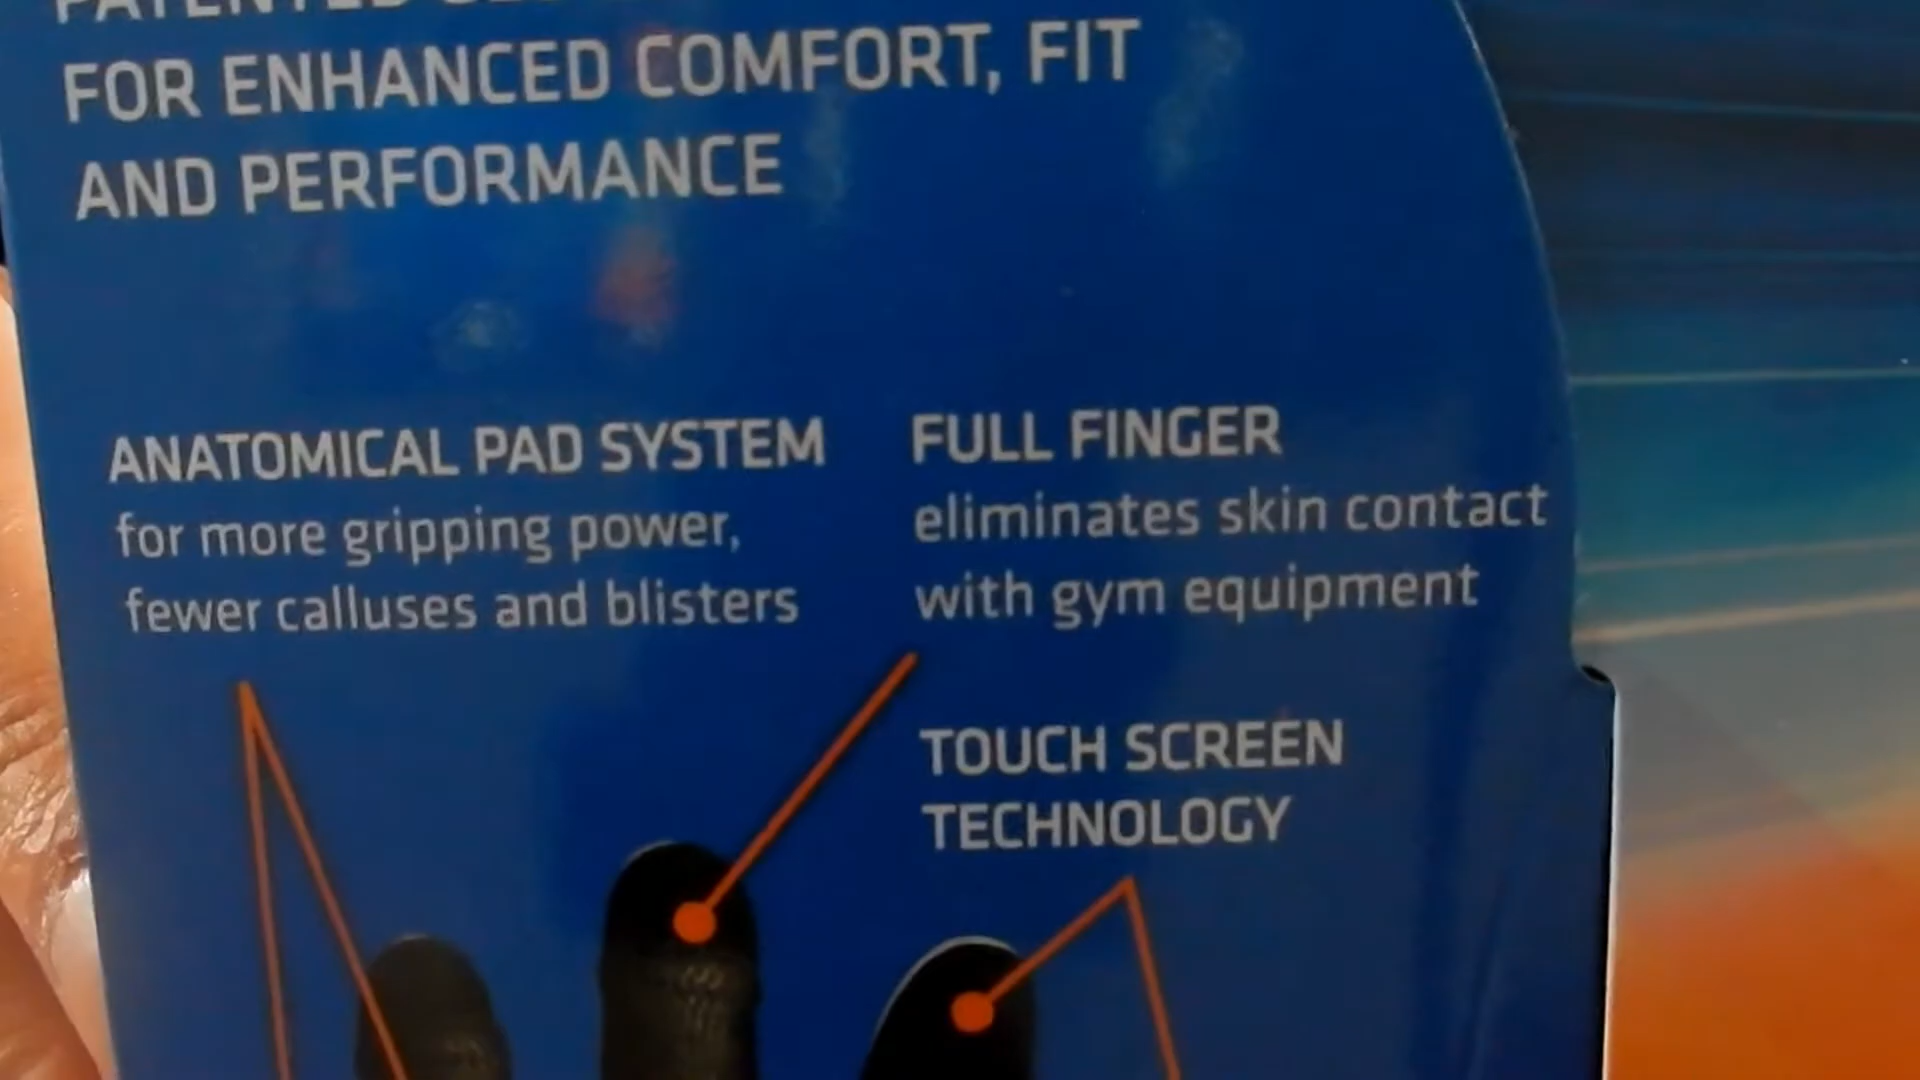 PATENTED
FOR ENHANCED COMFORT, FIT
AND PERFORMANCE
ANATOMICAL PAD SYSTEM
for more gripping power,
fewer calluses and blisters
FULL FINGER
eliminates skin contact
with gym equipment
TOUCH SCREEN
TECHNOLOGY